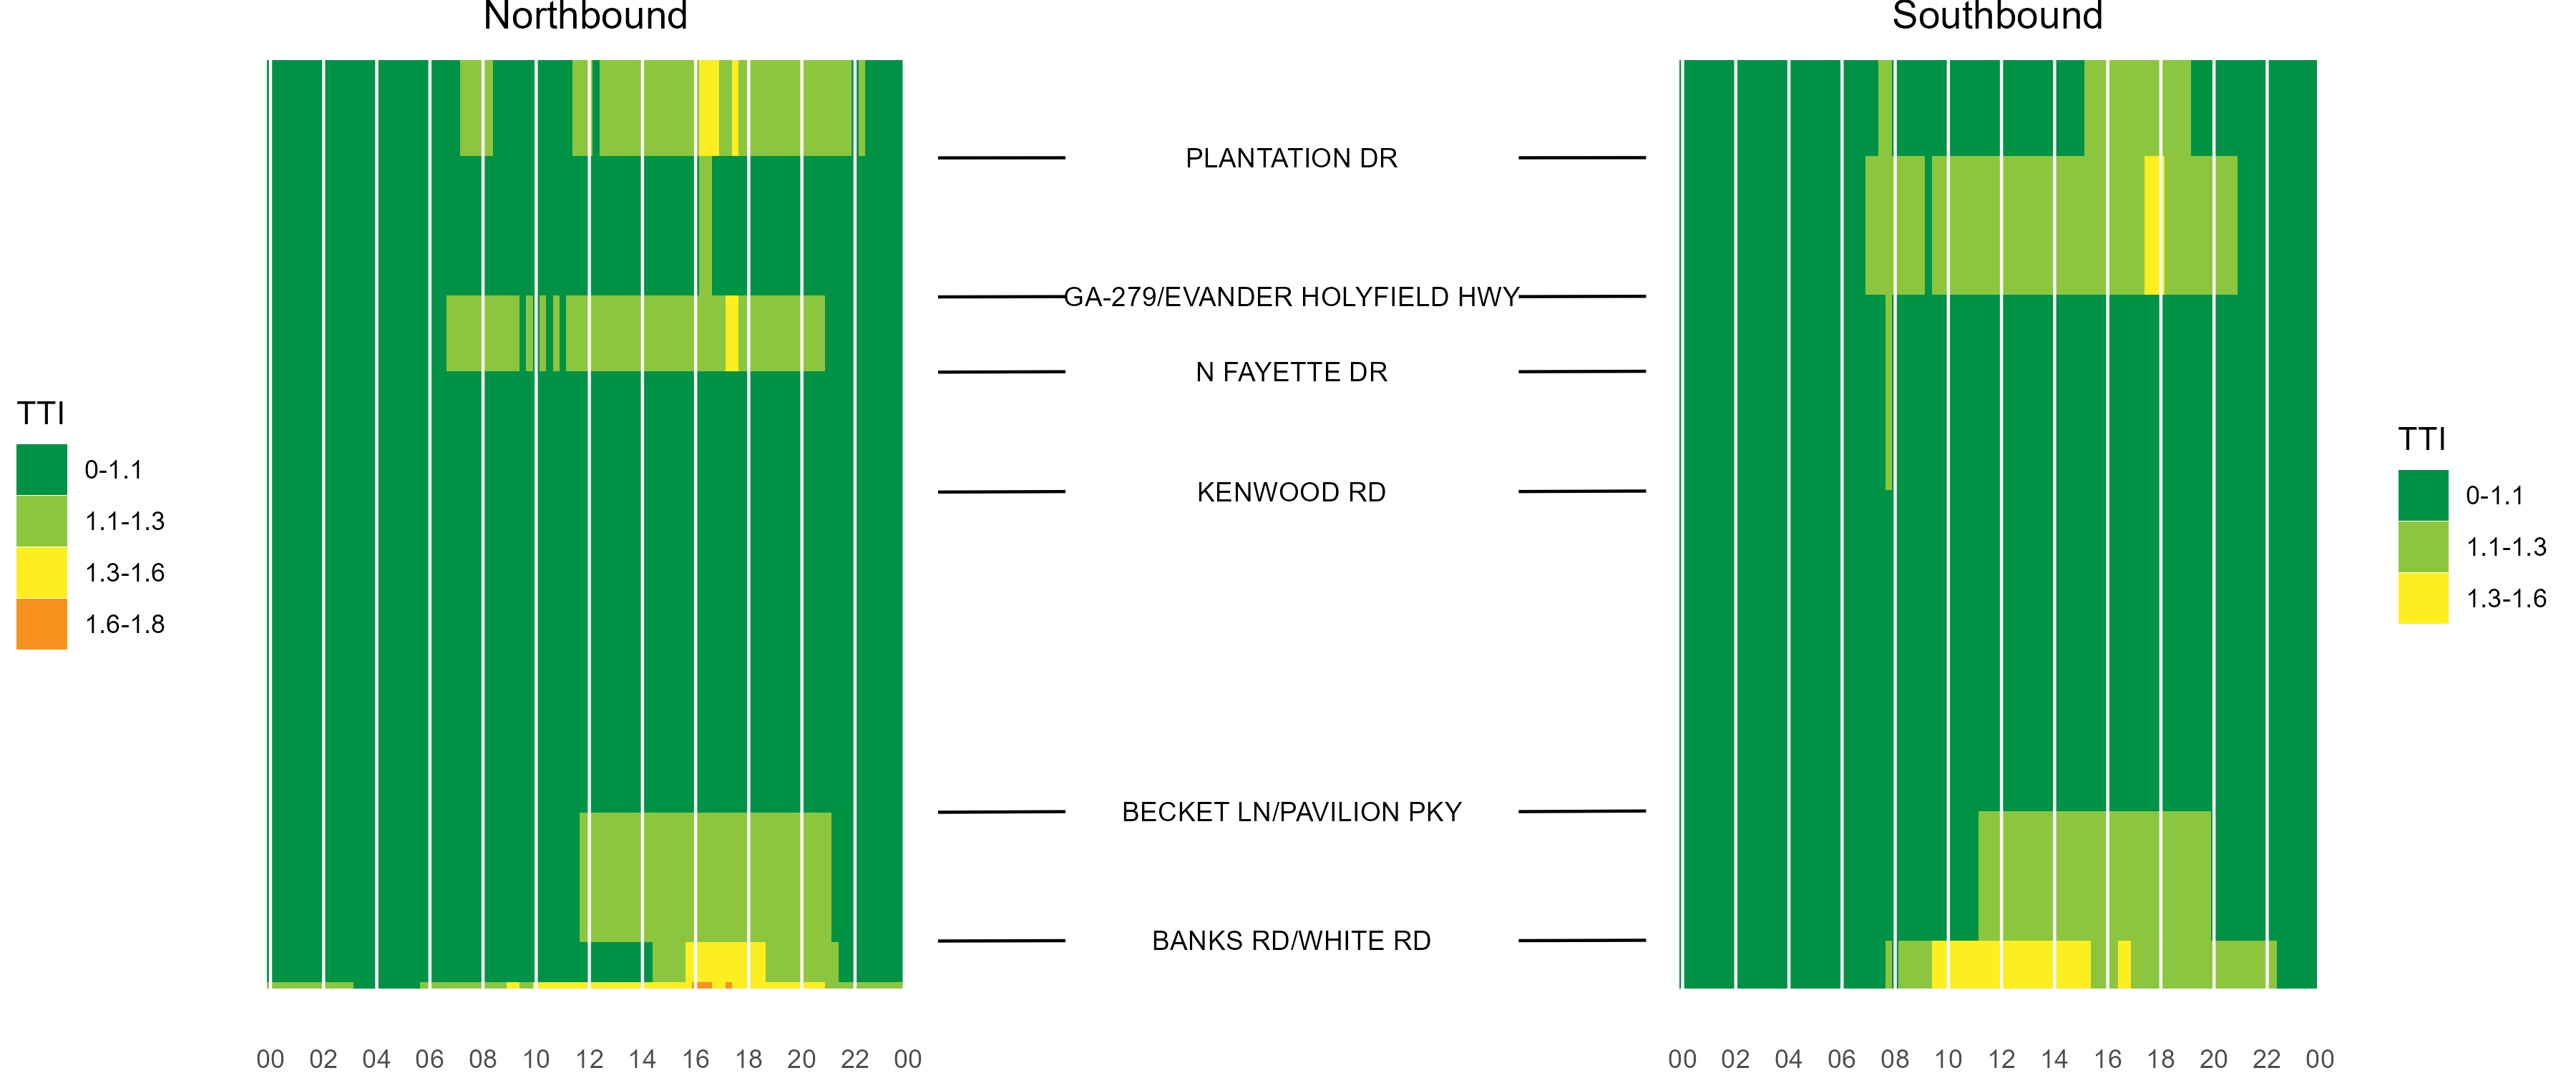 Northbound
Southbound
PLANTATION DR
GA-279/EVANDER HOLYFIELD HWY
N FAYETTE DR
KENWOOD RD
BECKET LN/PAVILION PKY
BANKS RD/WHITE RD
TTI
0-1.1
1.1-1.3
1.3-1.6
1.6-1.8
TTI
0-1.1
1.1-1.3
1.3-1.6
00 02 04 06 08 10 12 14 16 18 20 22 00
00 02 04 06 08 10 12 14 16 18 20 22 00